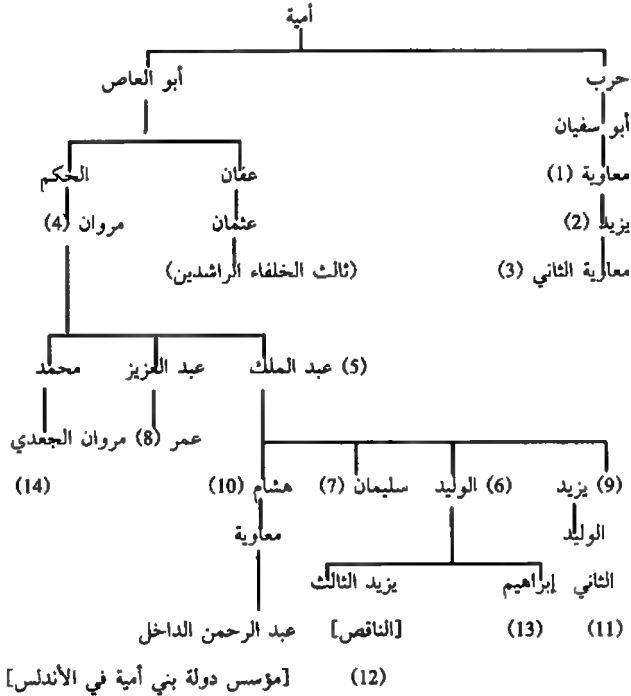 أمية
حرب أبو العاص
أبو سفيان
معاوية (1) عفان الحكم
يزيد (2) عثمان مروان (4)
معاوية الثاني (3) (ثالث الخلفاء الراشدين)
(5) عبد الملك عبد العزيز محمد
عمر (8) مروان الجعدي
(9) يزيد (6) الوليد سليمان (7) هشام (10) (14)
الوليد معاوية
الثاني إبراهيم يزيد الثالث
(11) (13) [الناقص] عبد الرحمن الداخل
(12) [مؤسس دولة بني أمية في الأندلس]